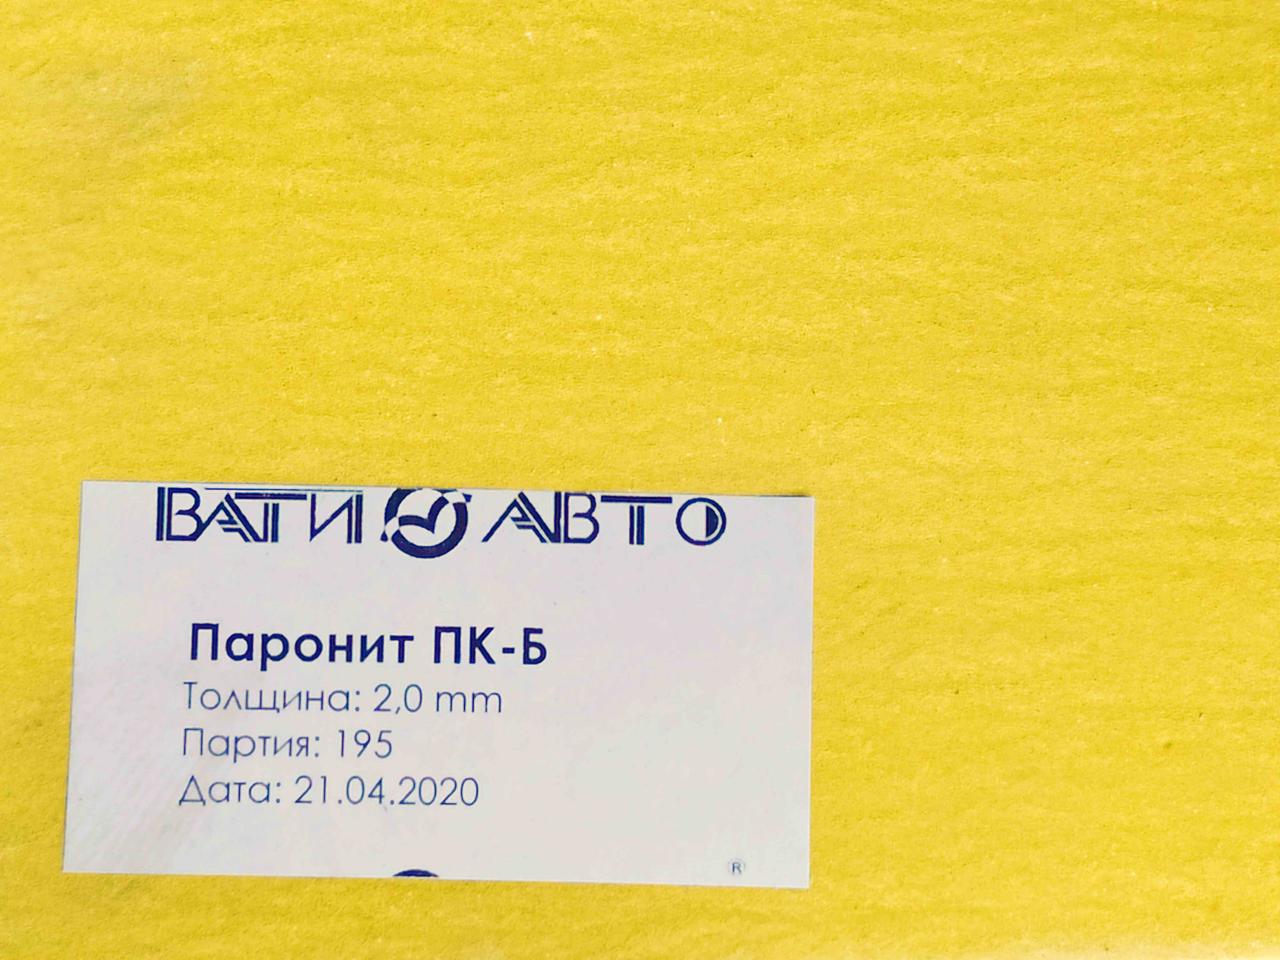 ВАТИ АВТО
Паронит ПК-Б
Толщина: 2,0 mm
Партия: 195
Дата: 21.04.2020
®